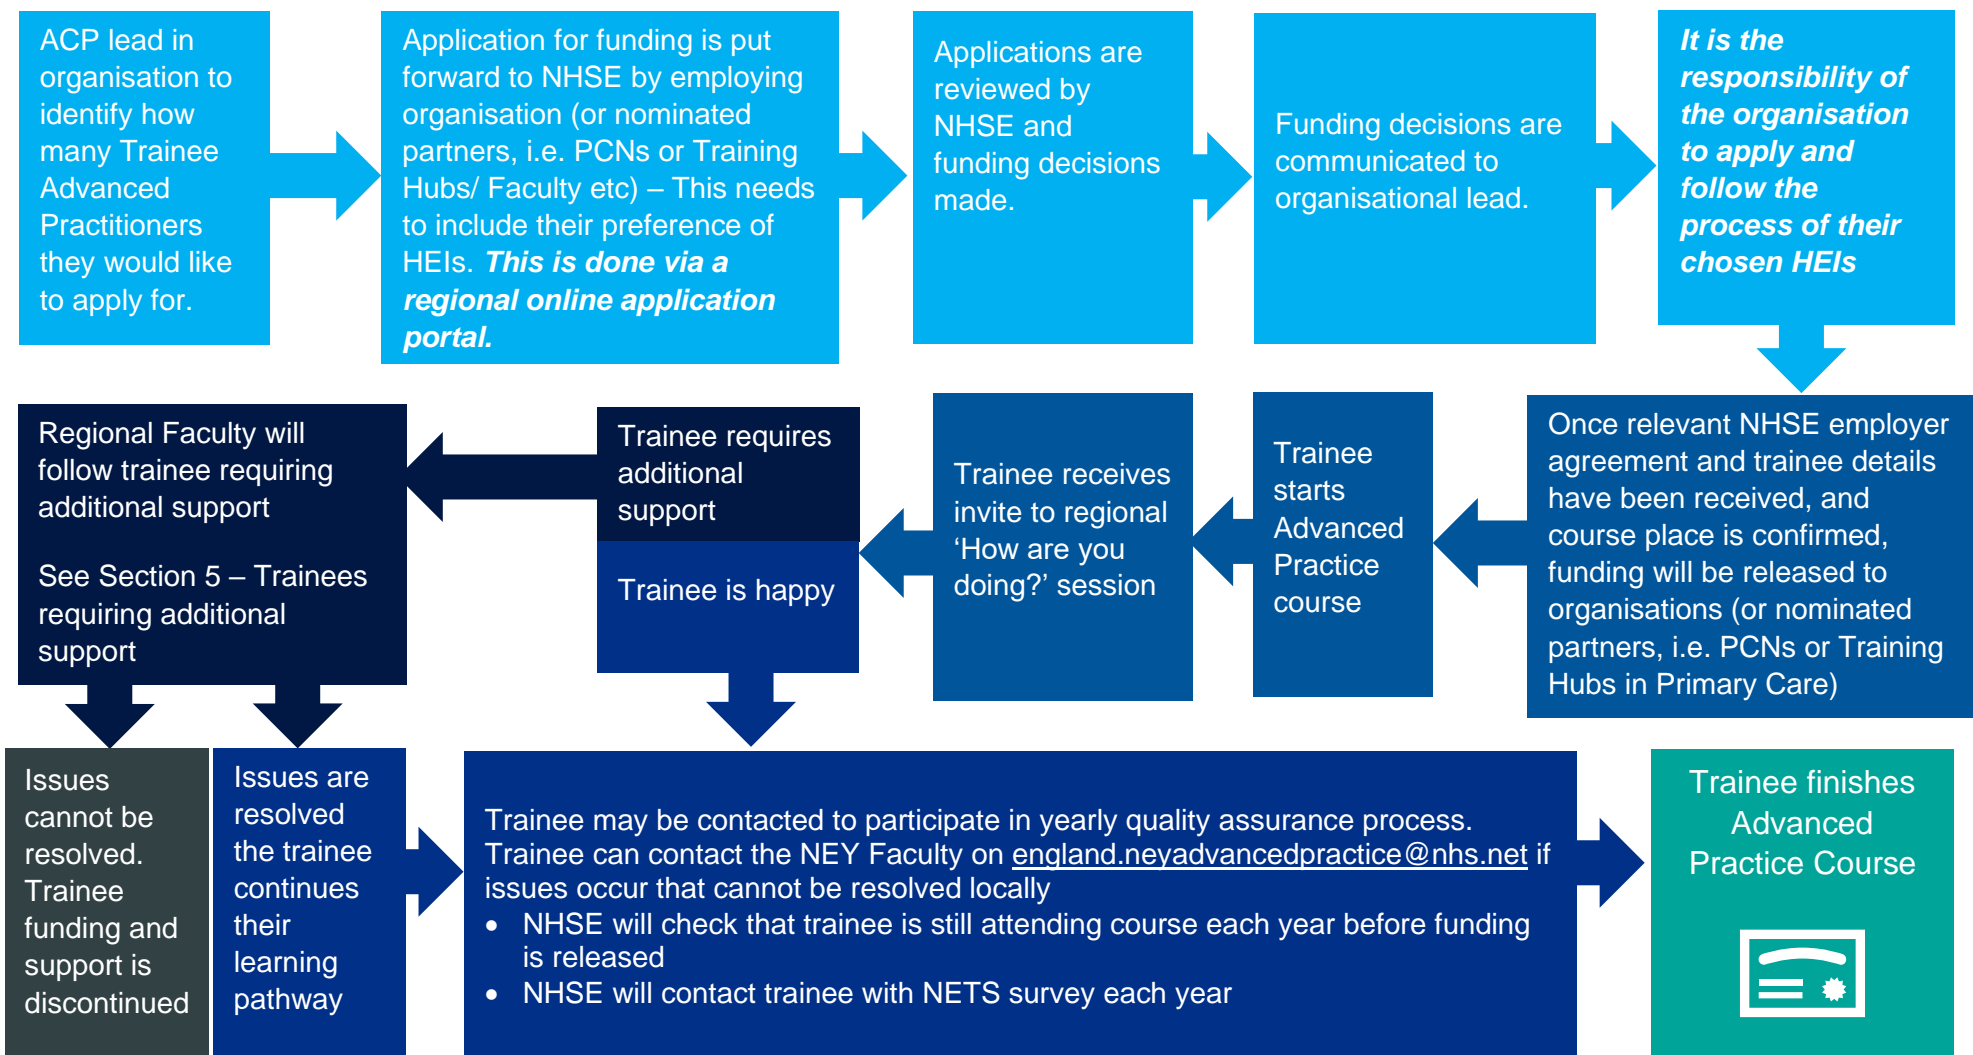 ACP lead in
organisation to
identify how
many Trainee
Advanced
Practitioners
they would like
to apply for.
Application for funding is put
forward to NHSE by employing
organisation (or nominated
partners, i.e. PCNs or Training
Hubs/ Faculty etc) – This needs
to include their preference of
HEIs. This is done via a
regional online application
portal.
Applications are
reviewed by
NHSE and
funding decisions
made.
Funding decisions are
communicated to
organisational lead.
It is the
responsibility of
the organisation
to apply and
follow the
process of their
chosen HEIs
Once relevant NHSE employer
agreement and trainee details
have been received, and
course place is confirmed,
funding will be released to
organisations (or nominated
partners, i.e. PCNs or Training
Hubs in Primary Care)
Trainee
starts
Advanced
Practice
course
Trainee receives
invite to regional
‘How are you
doing?’ session
Trainee requires
additional
support
Trainee is happy
Regional Faculty will
follow trainee requiring
additional support
See Section 5 – Trainees
requiring additional
support
Issues
cannot be
resolved.
Trainee
funding and
support is
discontinued
Issues are
resolved
the trainee
continues
their
learning
pathway
Trainee may be contacted to participate in yearly quality assurance process.
Trainee can contact the NEY Faculty on england.neyadvancedpractice@nhs.net if
issues occur that cannot be resolved locally
• NHSE will check that trainee is still attending course each year before funding
is released
• NHSE will contact trainee with NETS survey each year
Trainee finishes
Advanced
Practice Course